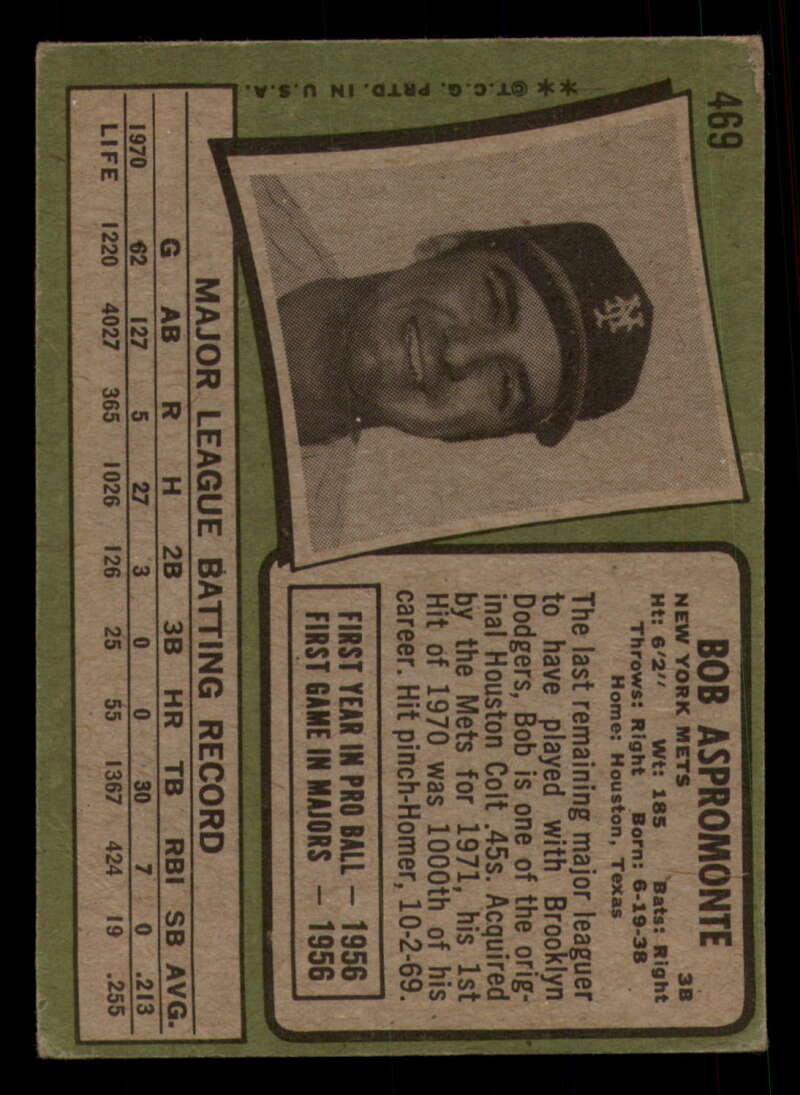 469
**©T.C.G. PRTD. IN U.S.A.
NY
BOB ASPROMONTE
NEW YORK METS 3B
Ht: 6'2" Wt: 185 Bats: Right
Throws: Right Born: 6-19-38
Home: Houston, Texas
The last remaining major leaguer
to have played with Brooklyn
Dodgers, Bob is one of the orig-
inal Houston Colt .45s. Acquired
by the Mets for 1971, his 1st
Hit of 1970 was 1000th of his
career. Hit pinch-Homer, 10-2-69.
FIRST YEAR IN PRO BALL — 1956
FIRST GAME IN MAJORS — 1956
MAJOR LEAGUE BATTING RECORD
G AB R H 2B 3B HR TB RBI SB AVG.
1970 62 127 5 27 3 0 0 30 7 0 .213
LIFE 1220 4027 365 1026 126 25 55 1367 424 19 .255